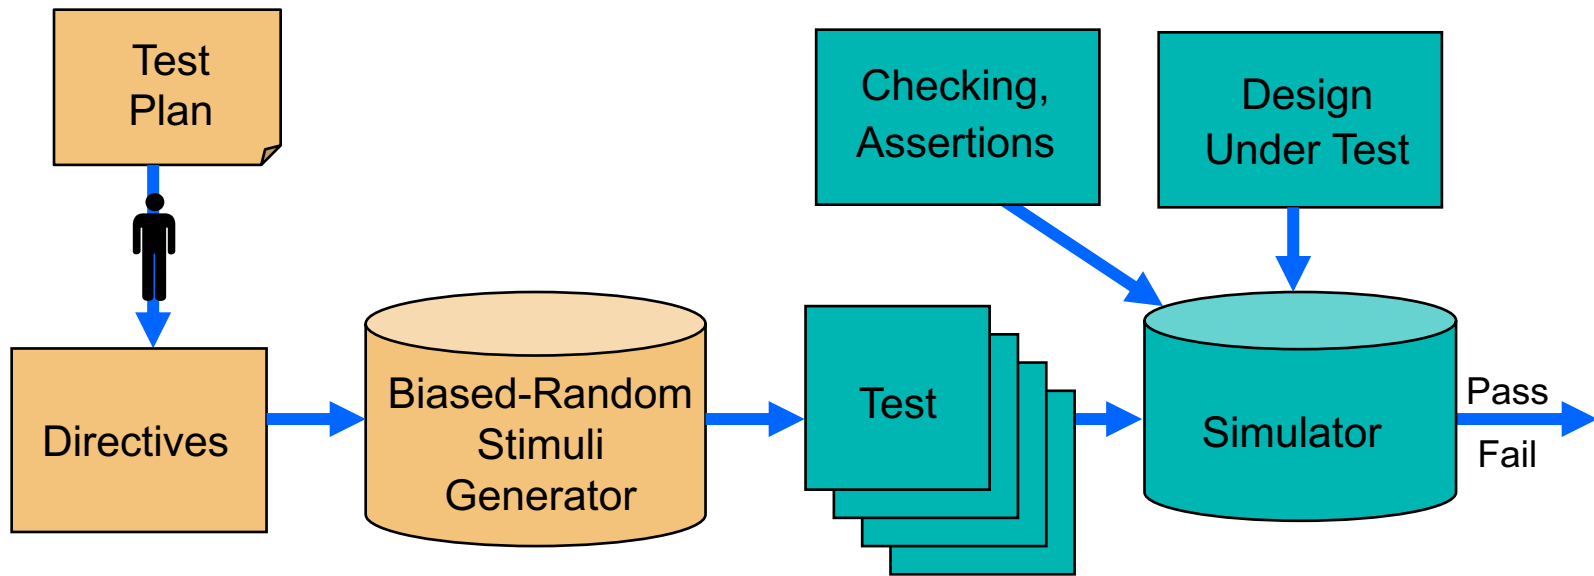 Test
Plan
Checking,
Assertions
Design
Under Test
Directives
Biased-Random
Stimuli
Generator
Test
Simulator
Pass
Fail